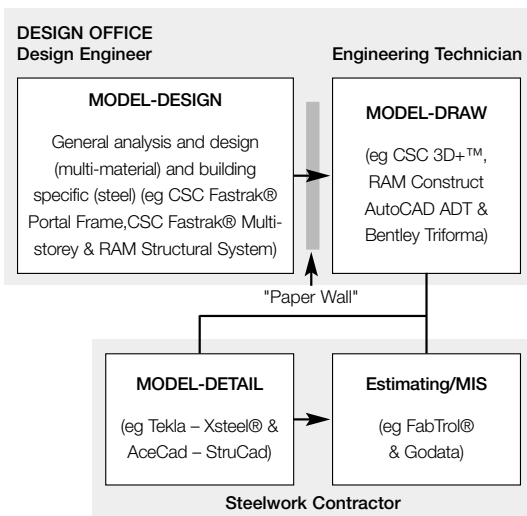 DESIGN OFFICE
Design Engineer
Engineering Technician
MODEL-DESIGN
General analysis and design
(multi-material) and building
specific (steel) (eg CSC Fastrak®
Portal Frame,CSC Fastrak® Multi-
storey & RAM Structural System)
MODEL-DRAW
(eg CSC 3D+™,
RAM Construct
AutoCAD ADT &
Bentley Triforma)
"Paper Wall"
MODEL-DETAIL
(eg Tekla – Xsteel® &
AceCad – StruCad)
Estimating/MIS
(eg FabTrol®
& Godata)
Steelwork Contractor